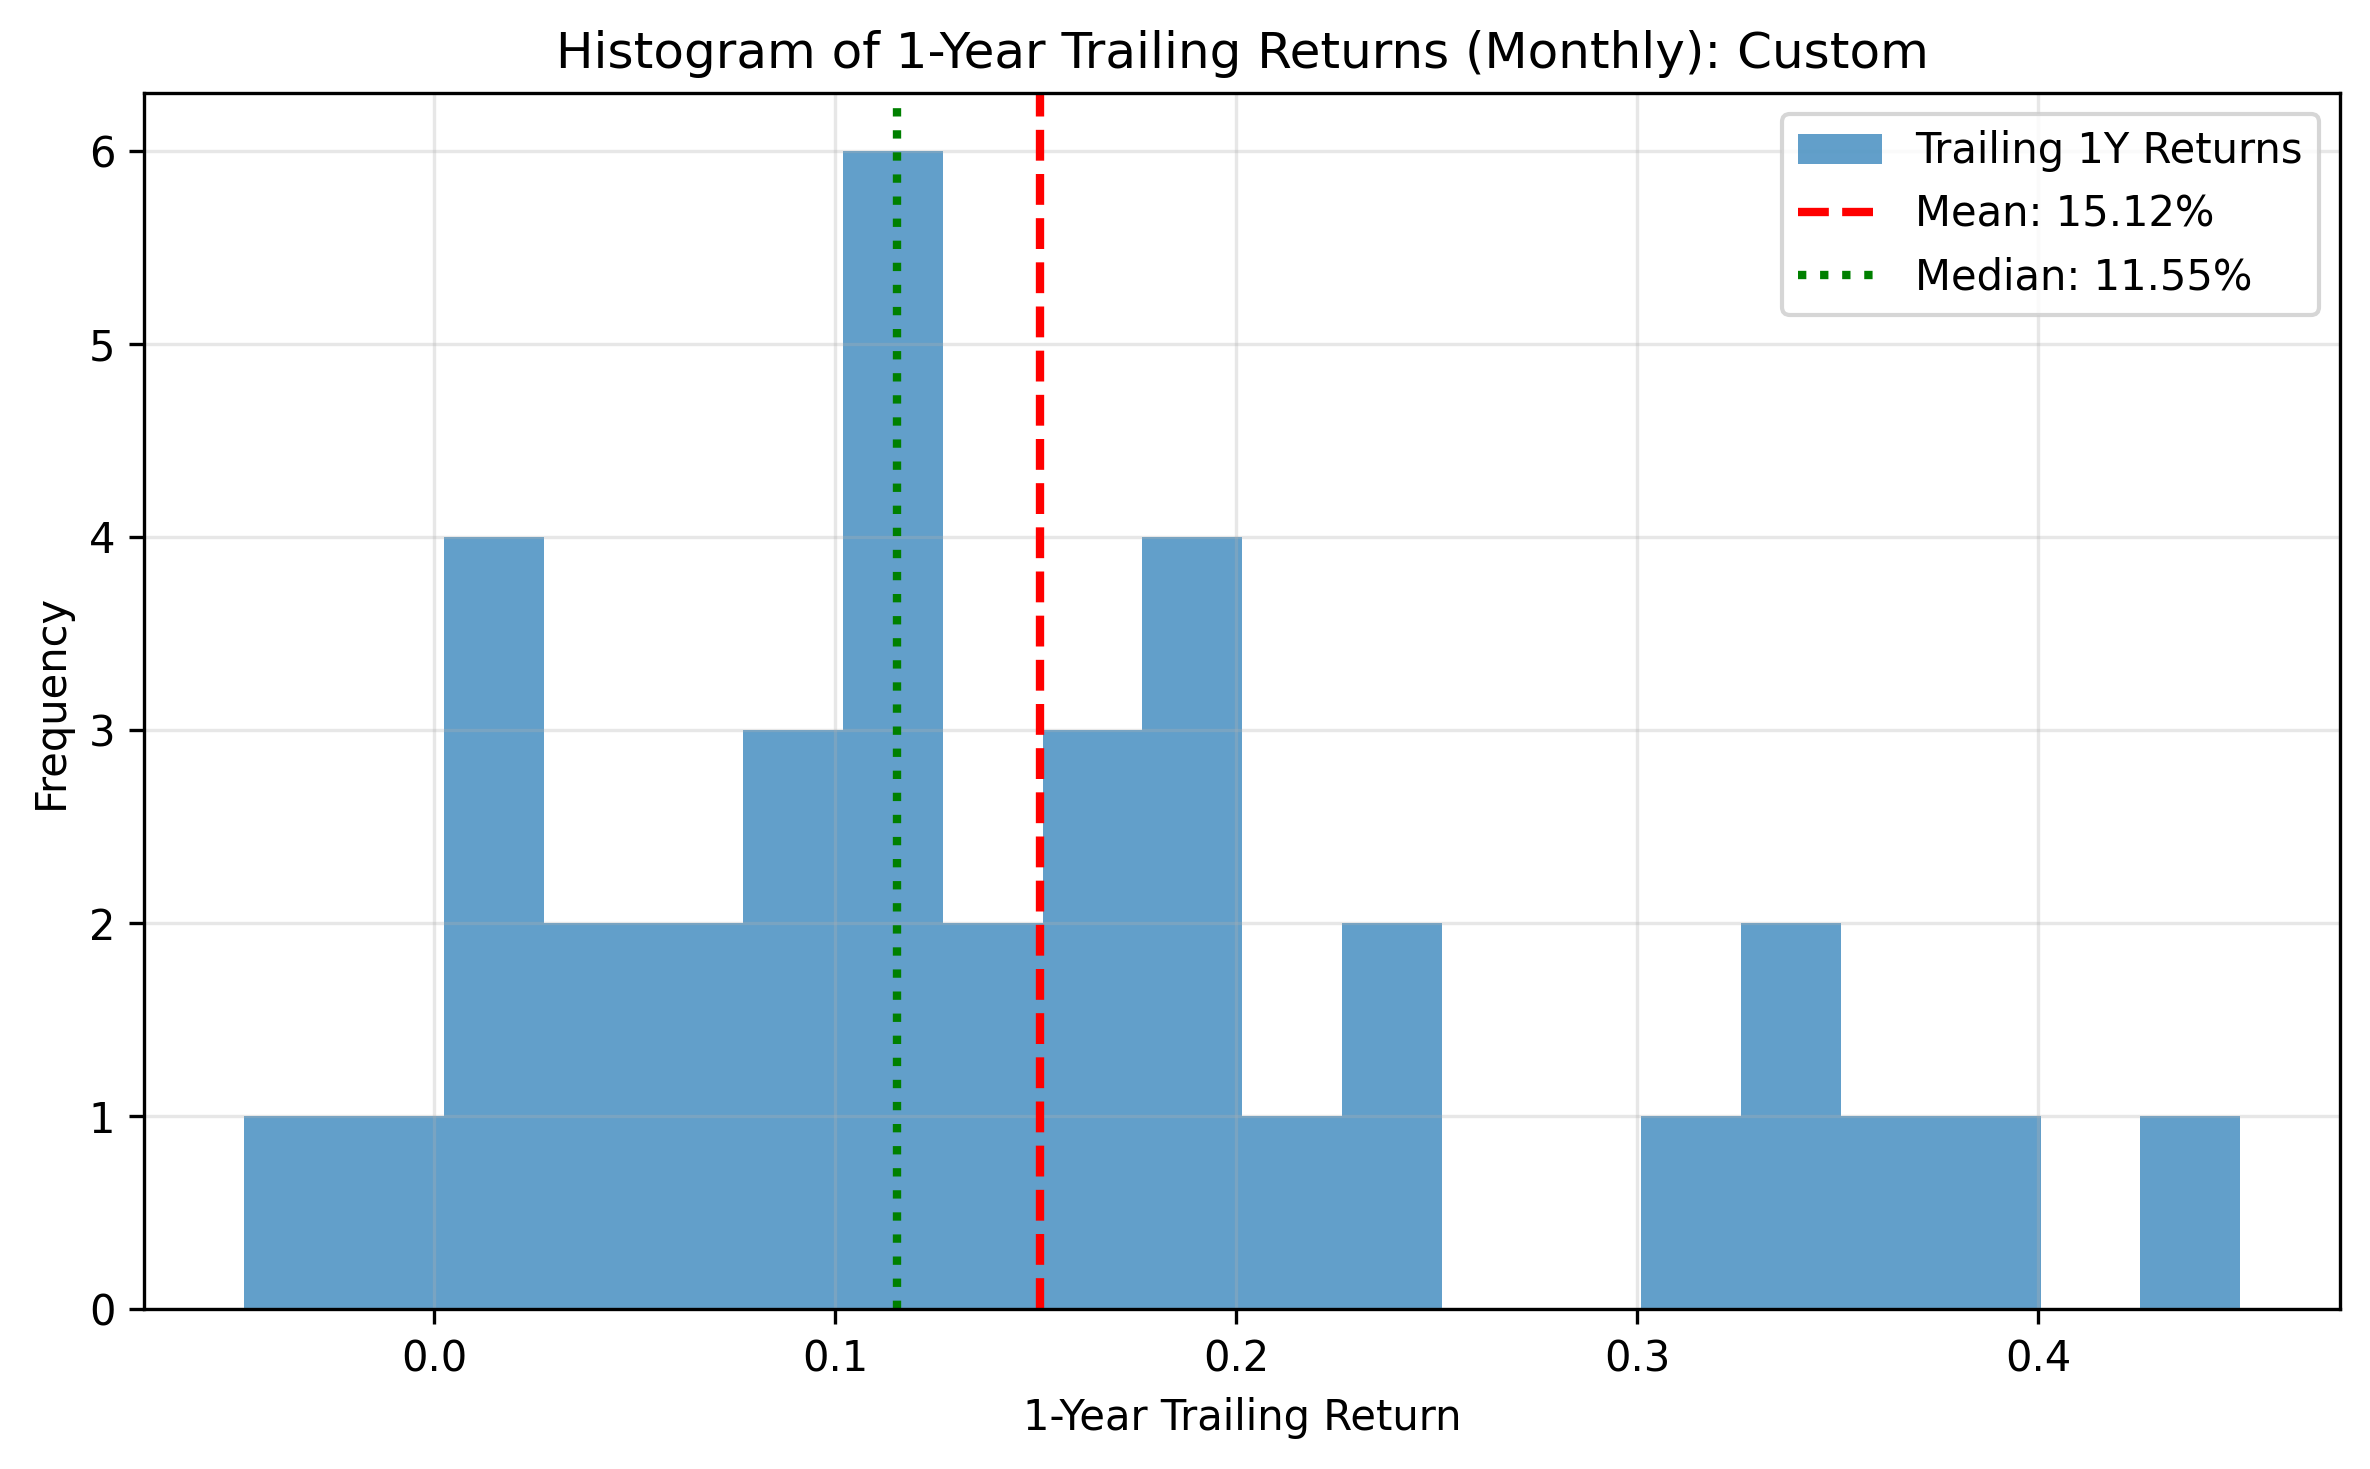 Histogram of 1-Year Trailing Returns (Monthly): Custom
Trailing 1Y Returns
Mean: 15.12%
Median: 11.55%
Frequency
6
5
4
3
2
1
0
0.0 0.1 0.2 0.3 0.4
1-Year Trailing Return